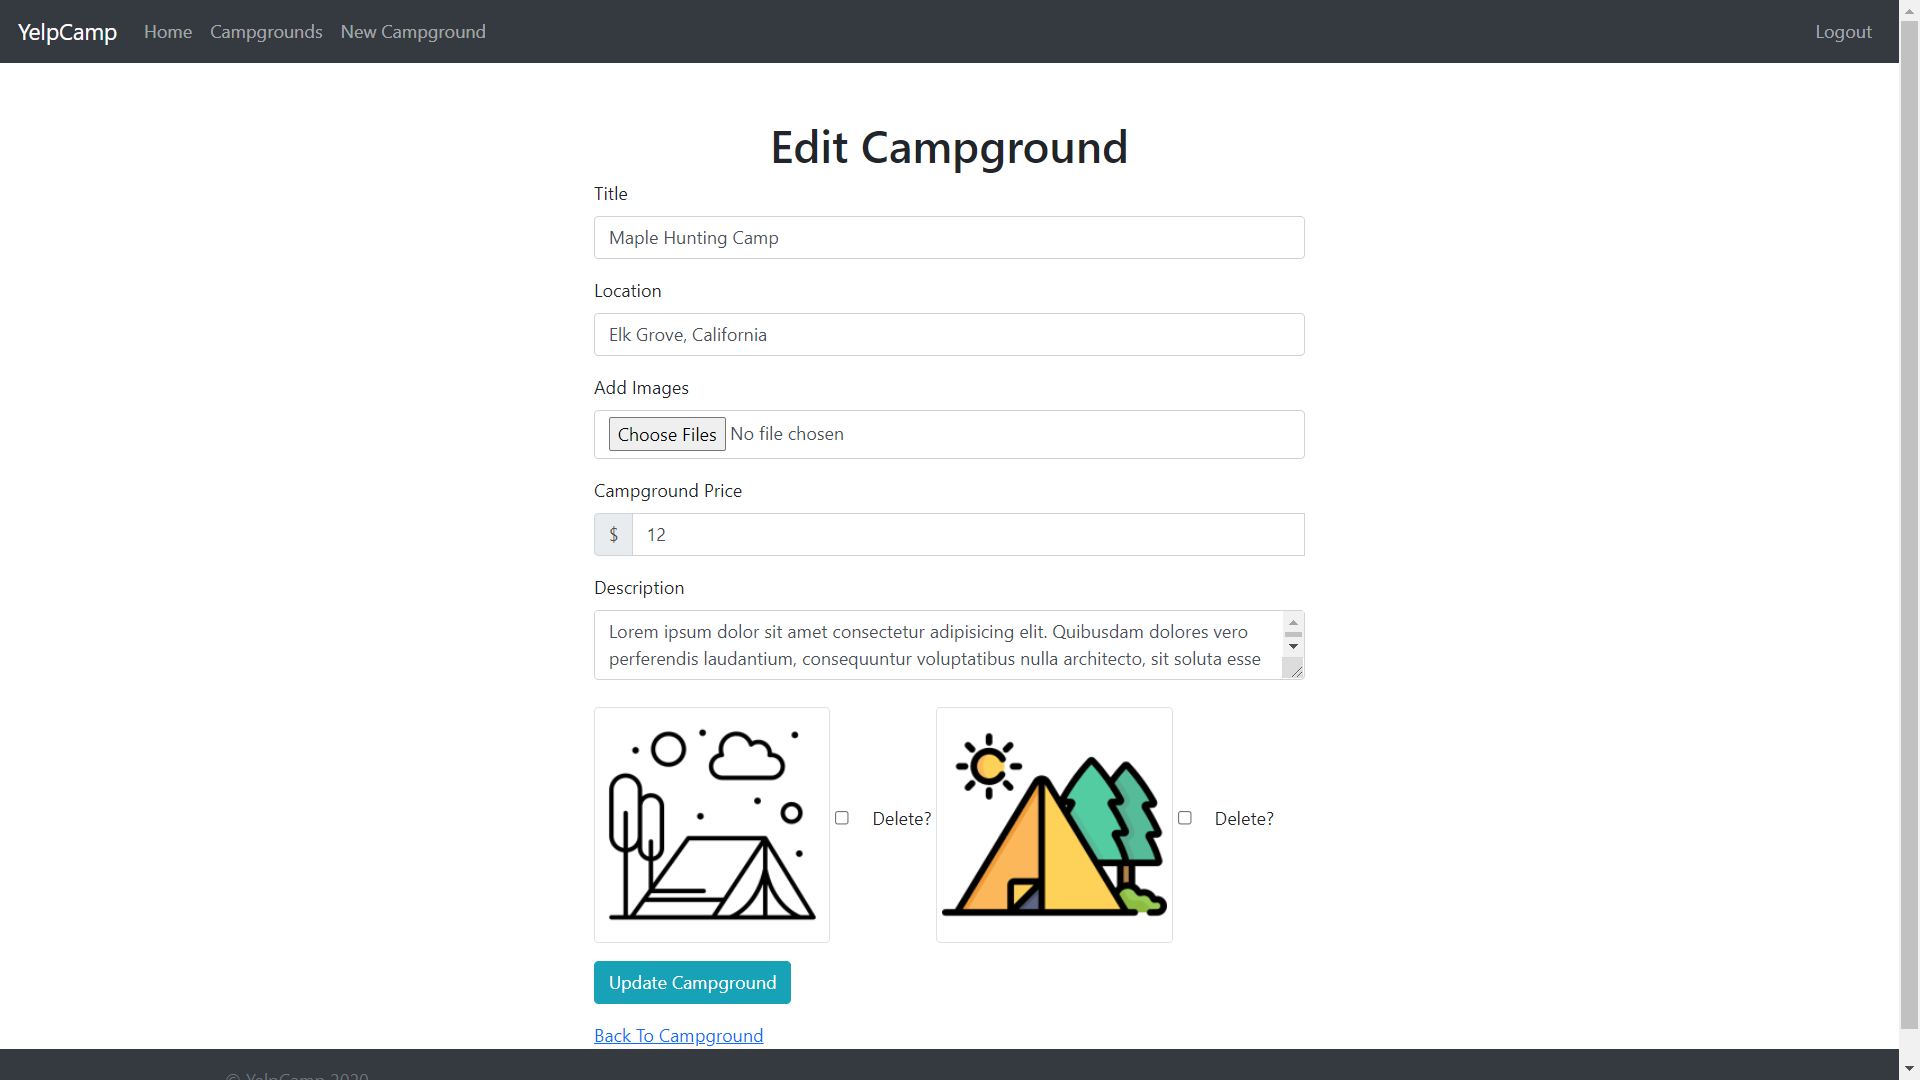 YelpCamp Home Campgrounds New Campground Logout
Edit Campground
Title
Maple Hunting Camp
Location
Elk Grove, California
Add Images
Choose Files No file chosen
Campground Price
$ 12
Description
Lorem ipsum dolor sit amet consectetur adipisicing elit. Quibusdam dolores vero
perferendis laudantium, consequuntur voluptatibus nulla architecto, sit soluta esse
Delete? Delete?
Update Campground
Back To Campground
© YelpCamp 2020